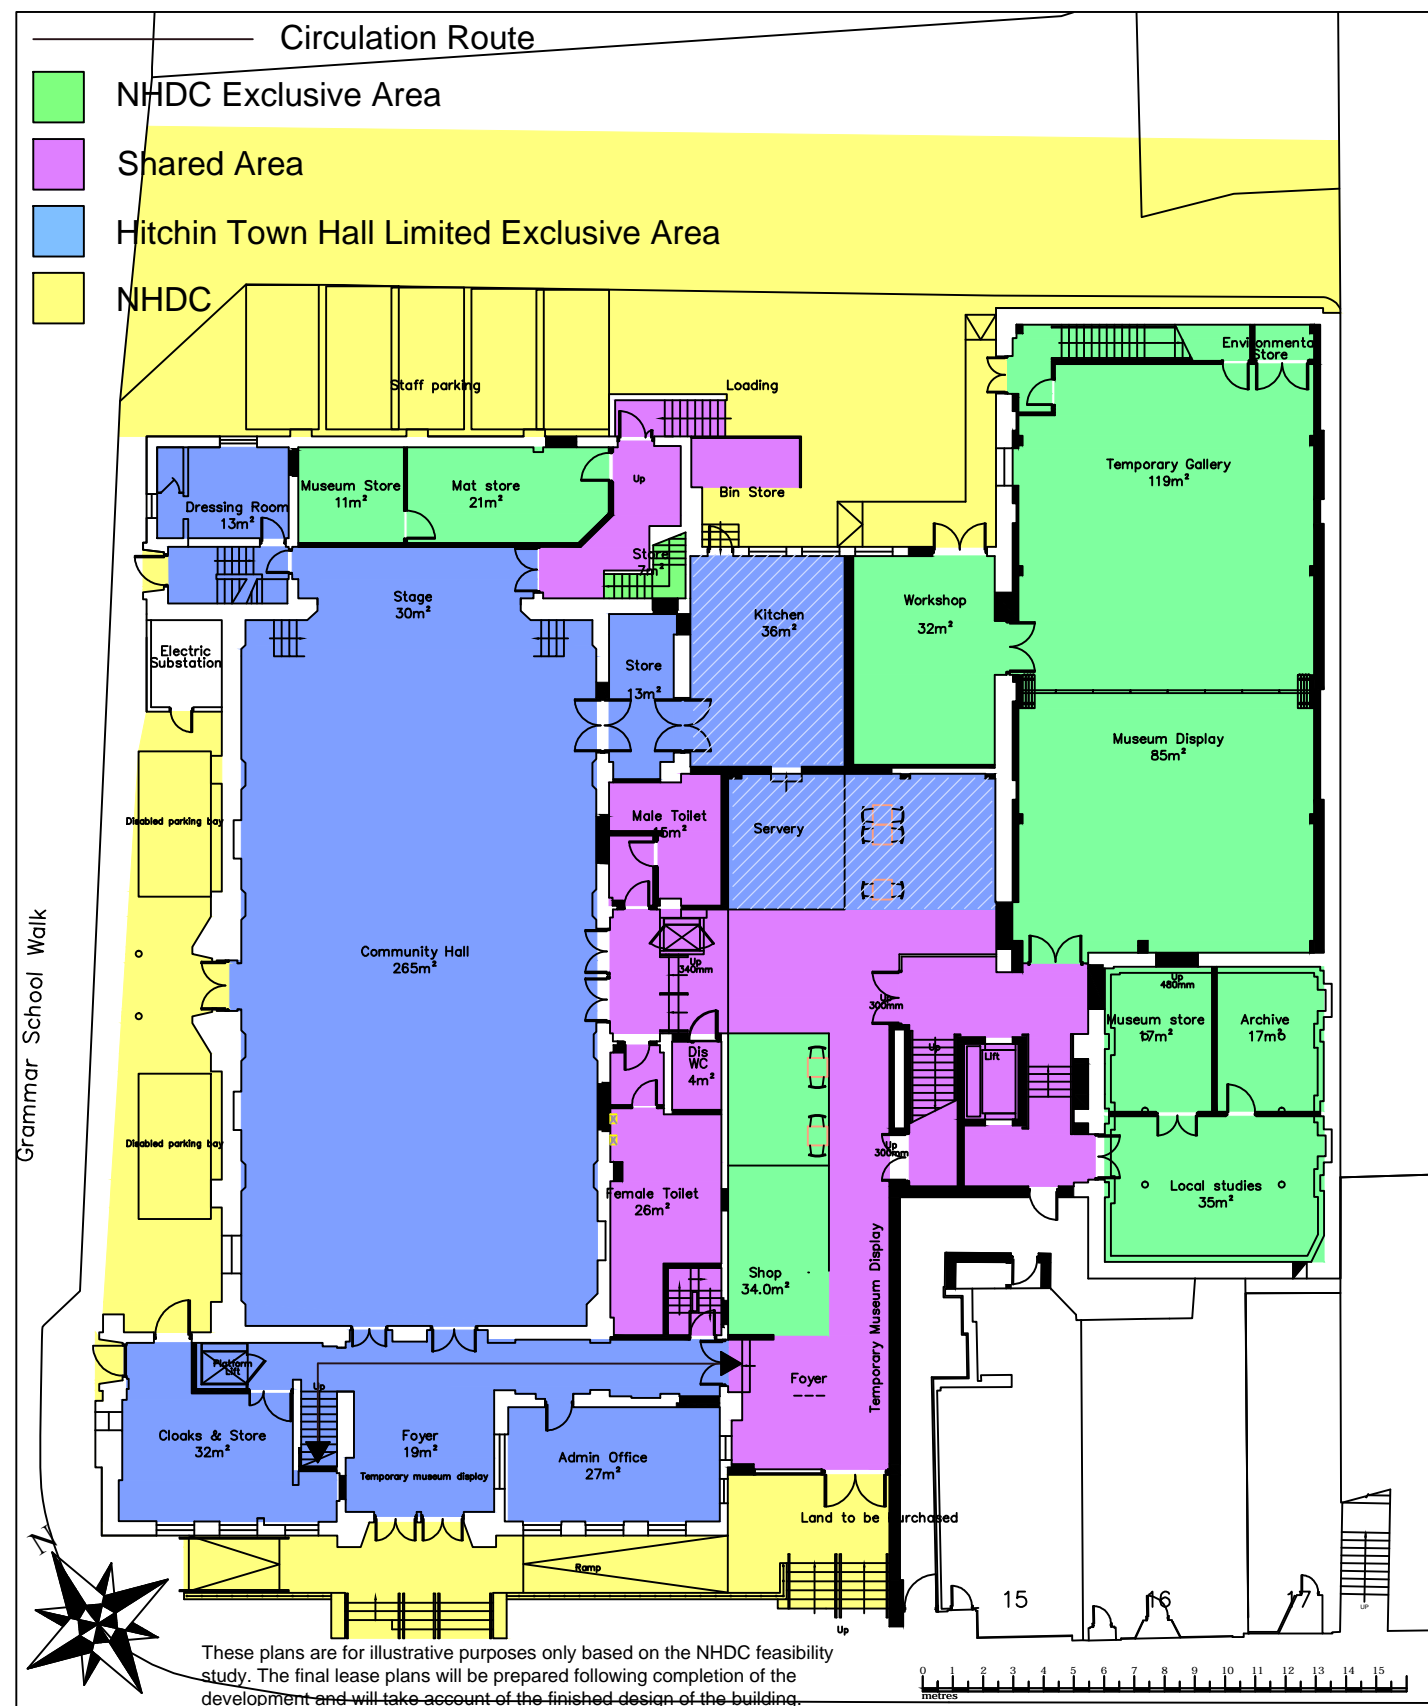 Circulation Route
NHDC Exclusive Area
Shared Area
Hitchin Town Hall Limited Exclusive Area
NHDC
Staff parking
Loading
Environmental
Store
Temporary Gallery
119m²
Up
Bin Store
Museum Store
11m²
Mat store
21m²
Dressing Room
13m²
Store
7m²
Stage
30m²
Kitchen
36m²
Workshop
32m²
Electric
Substation
Store
13m²
Museum Display
85m²
Disabled parking bay
Male Toilet
15m²
Servery
Community Hall
265m²
Up
340mm
Up
300mm
Up
480mm
Museum store
17m²
Archive
17m²
Dis
WC
4m²
Up
Lift
Grammar School Walk
Disabled parking bay
Up
300mm
Female Toilet
26m²
Local studies
35m²
Shop
34.0m²
Temporary Museum Display
Platform
Lift
Up
Foyer
Cloaks & Store
32m²
Foyer
19m²
Temporary museum display
Admin Office
27m²
Land to be Purchased
Ramp
Up
N
15
16
17
UP
These plans are for illustrative purposes only based on the NHDC feasibility
study. The final lease plans will be prepared following completion of the
development and will take account of the finished design of the building.
0 1 2 3 4 5 6 7 8 9 10 11 12 13 14 15
metres